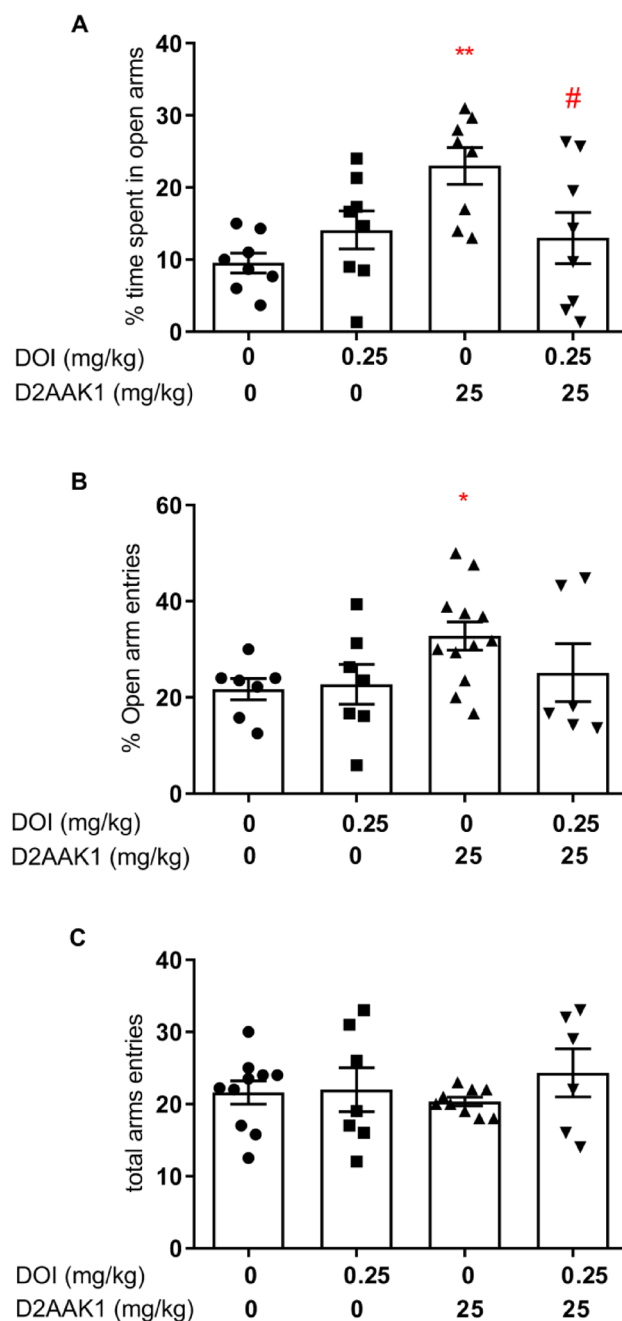 A
% time spent in open arms
40
30
20
10
0
**
#
DOI (mg/kg) 0 0.25 0 0.25
D2AAK1 (mg/kg) 0 0 25 25
B
% Open arm entries
60
40
20
0
*
DOI (mg/kg) 0 0.25 0 0.25
D2AAK1 (mg/kg) 0 0 25 25
C
total arms entries
40
30
20
10
0
DOI (mg/kg) 0 0.25 0 0.25
D2AAK1 (mg/kg) 0 0 25 25